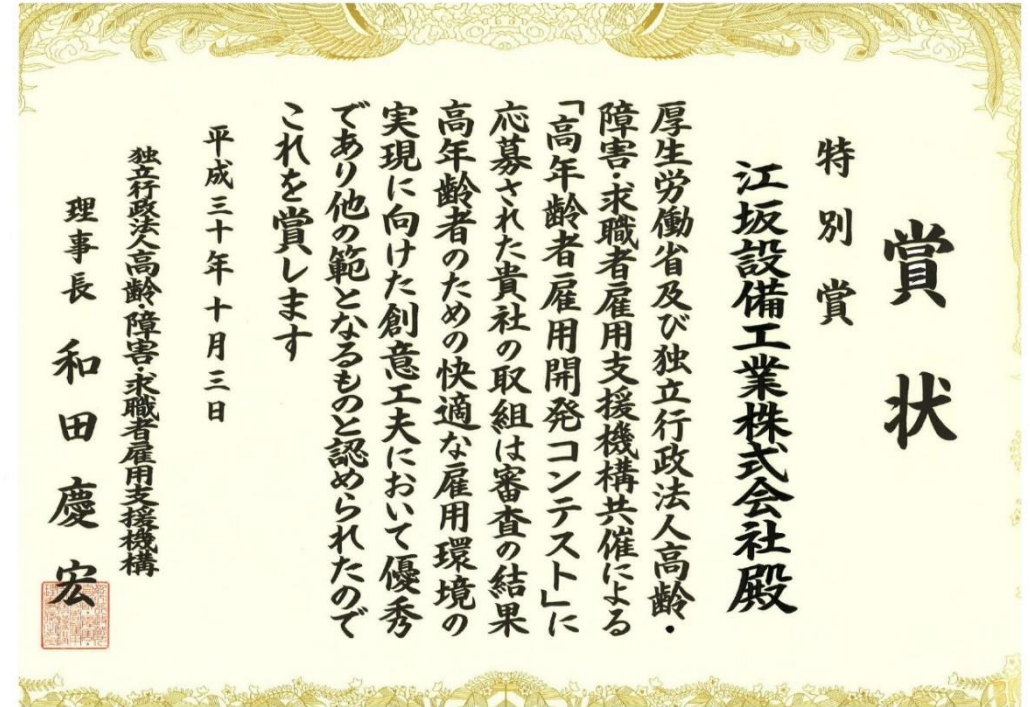 賞状
特別賞
江坂設備工業株式会社殿
厚生労働省及び独立行政法人高齢・
障害・求職者雇用支援機構共催による
「高年齢者雇用開発コンテスト」に
応募された貴社の取組は審査の結果
高年齢者のための快適な雇用環境の
実現に向けた創意工夫において優秀
であり他の範となるものと認められたので
これを賞します
平成三十年十月三日
独立行政法人高齢・障害・求職者雇用支援機構
理事長 和田慶宏